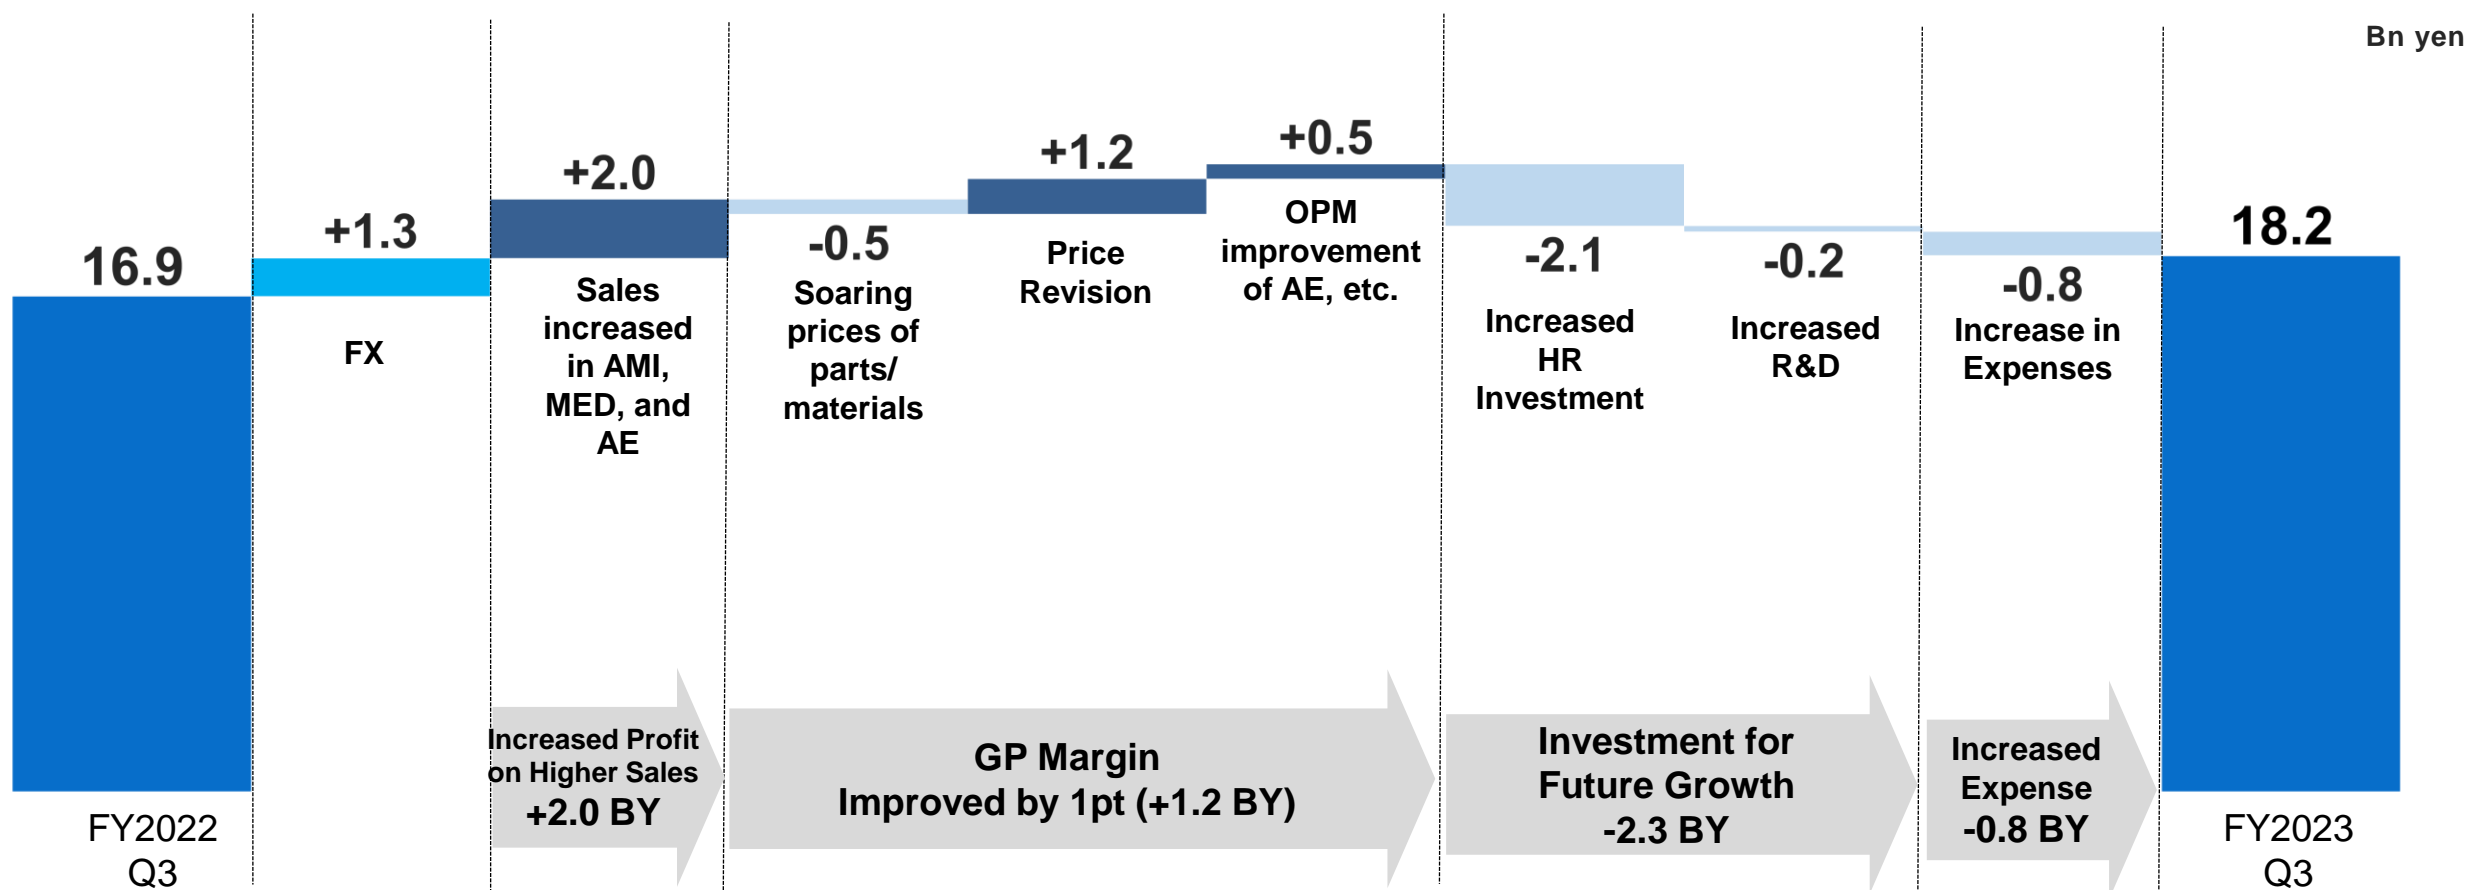 Bn yen
16.9
+1.3
FX
+2.0
Sales
increased
in AMI,
MED, and
AE
-0.5
Soaring
prices of
parts/
materials
+1.2
Price
Revision
+0.5
OPM
improvement
of AE, etc.
-2.1
Increased
HR
Investment
-0.2
Increased
R&D
-0.8
Increase in
Expenses
18.2
Increased Profit
on Higher Sales
+2.0 BY
GP Margin
Improved by 1pt (+1.2 BY)
Investment for
Future Growth
-2.3 BY
Increased
Expense
-0.8 BY
FY2022
Q3
FY2023
Q3